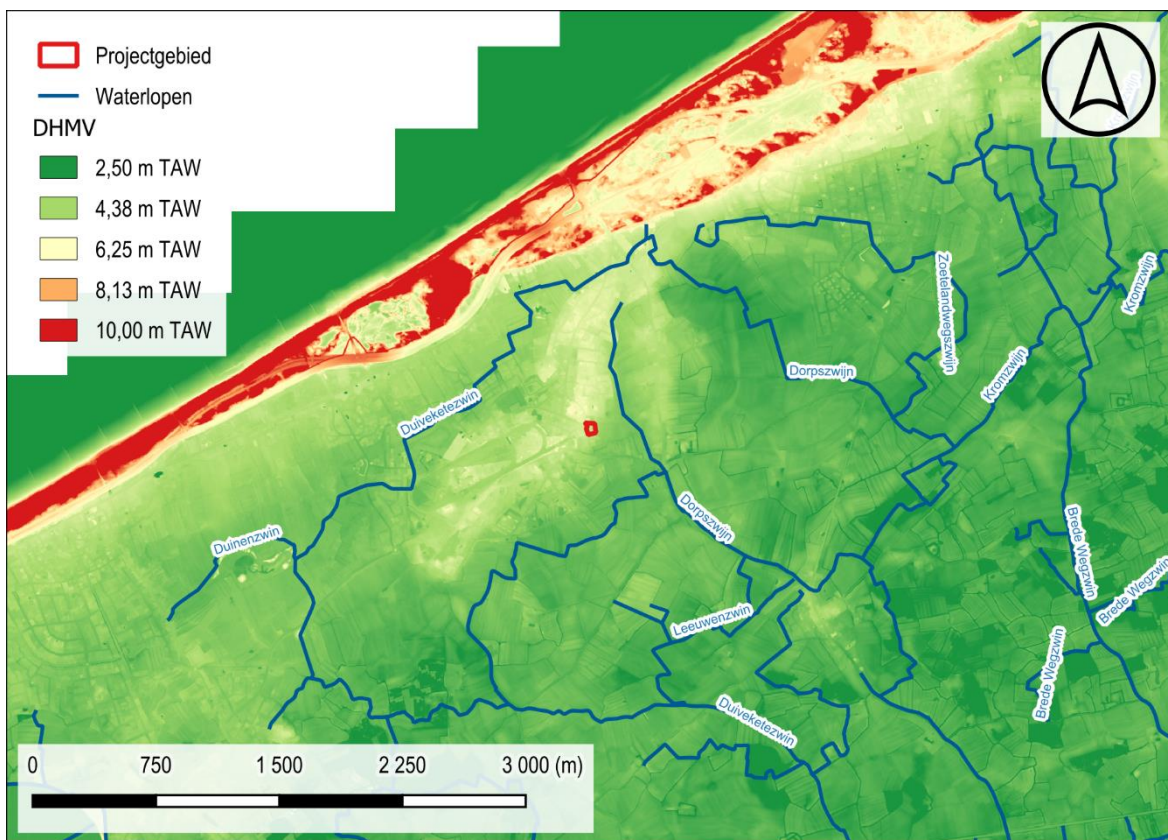 Projectgebied
Waterlopen
DHMV
2,50 m TAW
4,38 m TAW
6,25 m TAW
8,13 m TAW
10,00 m TAW
Zoetelandwegszwijn
Kromzwijn
Kromzwijn
Dorpszwijn
Duiveketezwin
Duinenzwin
Dorpszwijn
Brede Wegzwin
Brede Wegzwin
Leeuwenzwin
Brede Wegzwin
Duiveketezwin
0 750 1 500 2 250 3 000 (m)